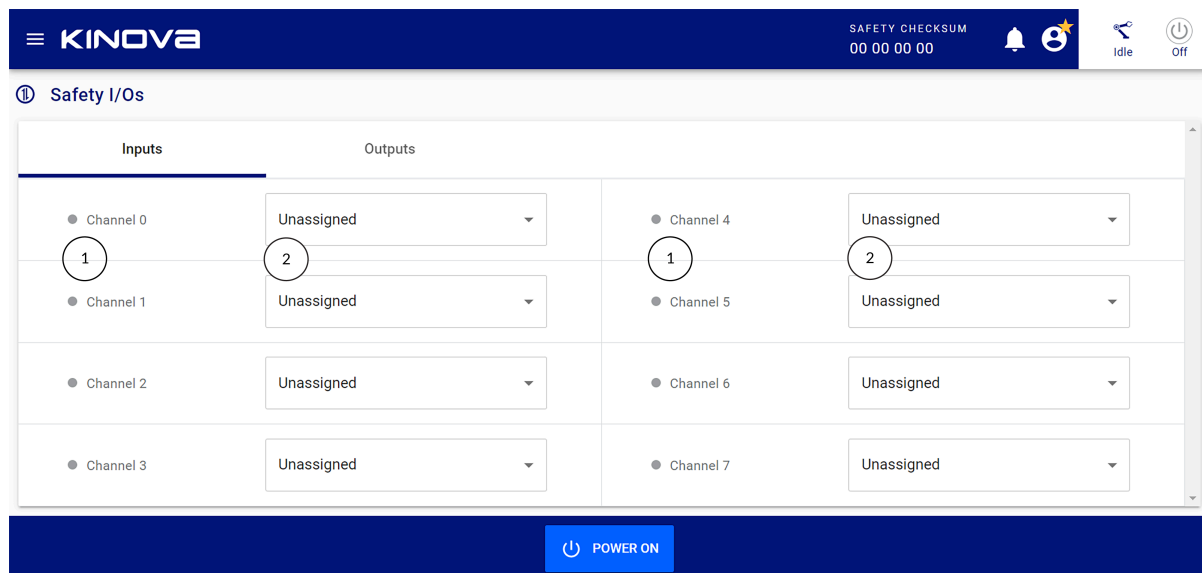 KINOVA
SAFETY CHECKSUM
00 00 00 00
Idle
Off
Safety I/Os
Inputs
Outputs
Channel 0
Unassigned
Channel 4
Unassigned
1
2
1
2
Channel 1
Unassigned
Channel 5
Unassigned
Channel 2
Unassigned
Channel 6
Unassigned
Channel 3
Unassigned
Channel 7
Unassigned
POWER ON